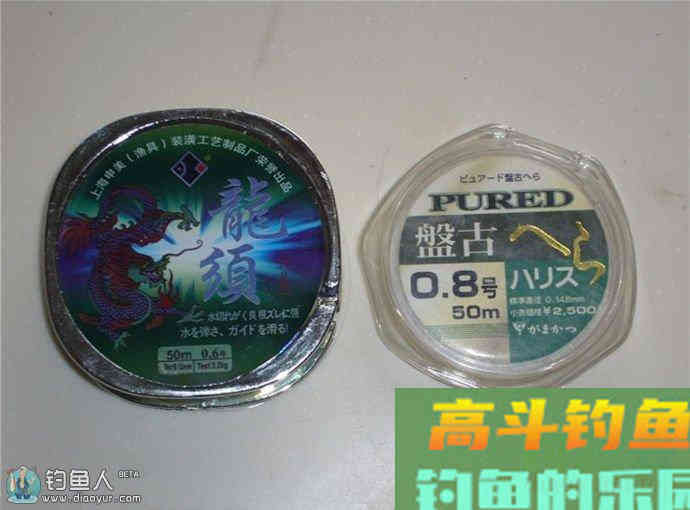 上海申美(渔具)装潢工艺制品厂荣誉出品
龍
須
水切れがく良根ズレに强
水を弾き、ガイドを滑る!
50m 0.6号
ピュアード盤古へら
PURED
盤古へら
0.8号
50m
ハリス
標準直径 0.148mm
小売価格¥2,500
がまかつ
高斗钓鱼
钓鱼的乐园
钓鱼人 BETA
www.diaoyur.com